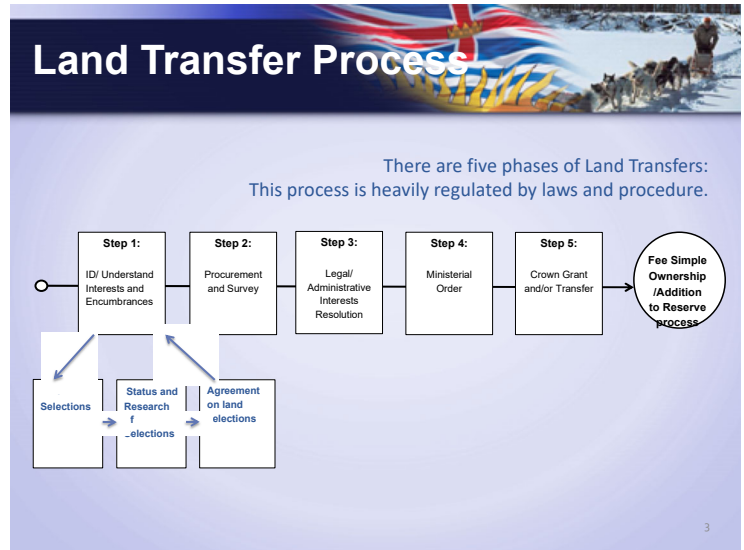 Land Transfer Process
There are five phases of Land Transfers:
This process is heavily regulated by laws and procedure.
Step 1:
ID/ Understand
Interests and
Encumbrances
Step 2:
Procurement
and Survey
Step 3:
Legal/
Administrative
Interests
Resolution
Step 4:
Ministerial
Order
Step 5:
Crown Grant
and/or Transfer
Fee Simple
Ownership
/Addition
to Reserve
process
Selections
Status and
Research
f
elections
Agreement
on land
elections
3